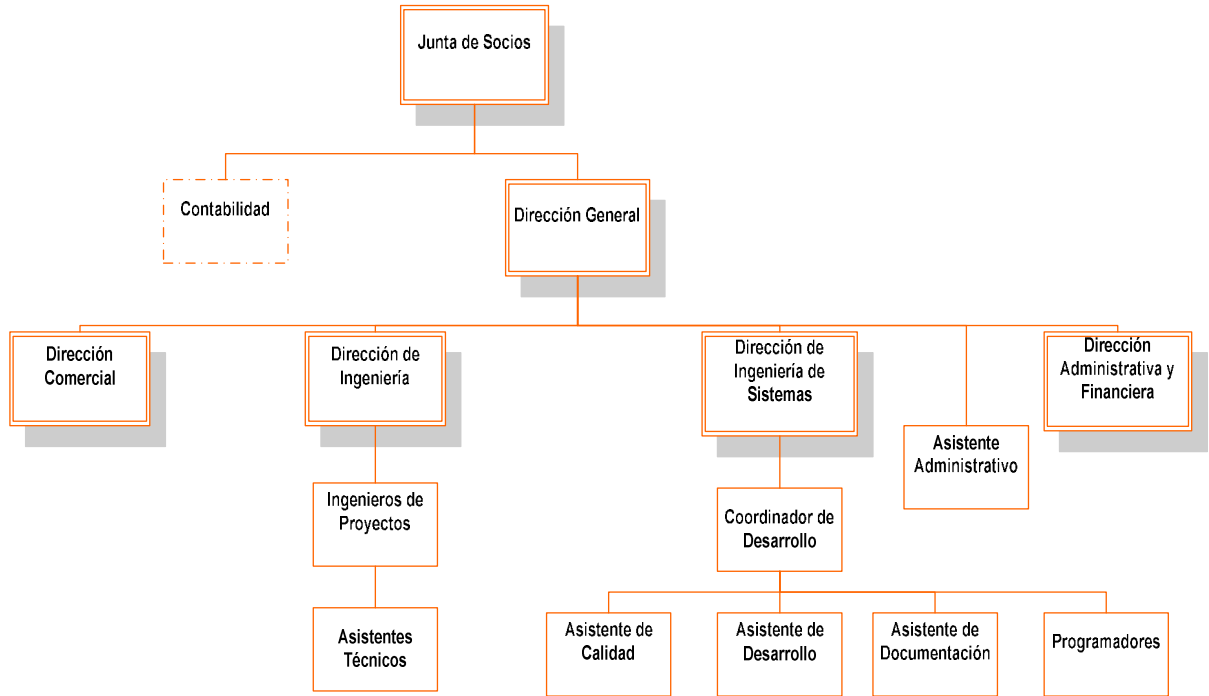 Junta de Socios
Contabilidad
Dirección General
Dirección
Comercial
Dirección de
Ingeniería
Dirección de
Ingeniería de
Sistemas
Dirección
Administrativa y
Financiera
Asistente
Administrativo
Ingenieros de
Proyectos
Coordinador de
Desarrollo
Asistentes
Técnicos
Asistente de
Calidad
Asistente de
Desarrollo
Asistente de
Documentación
Programadores